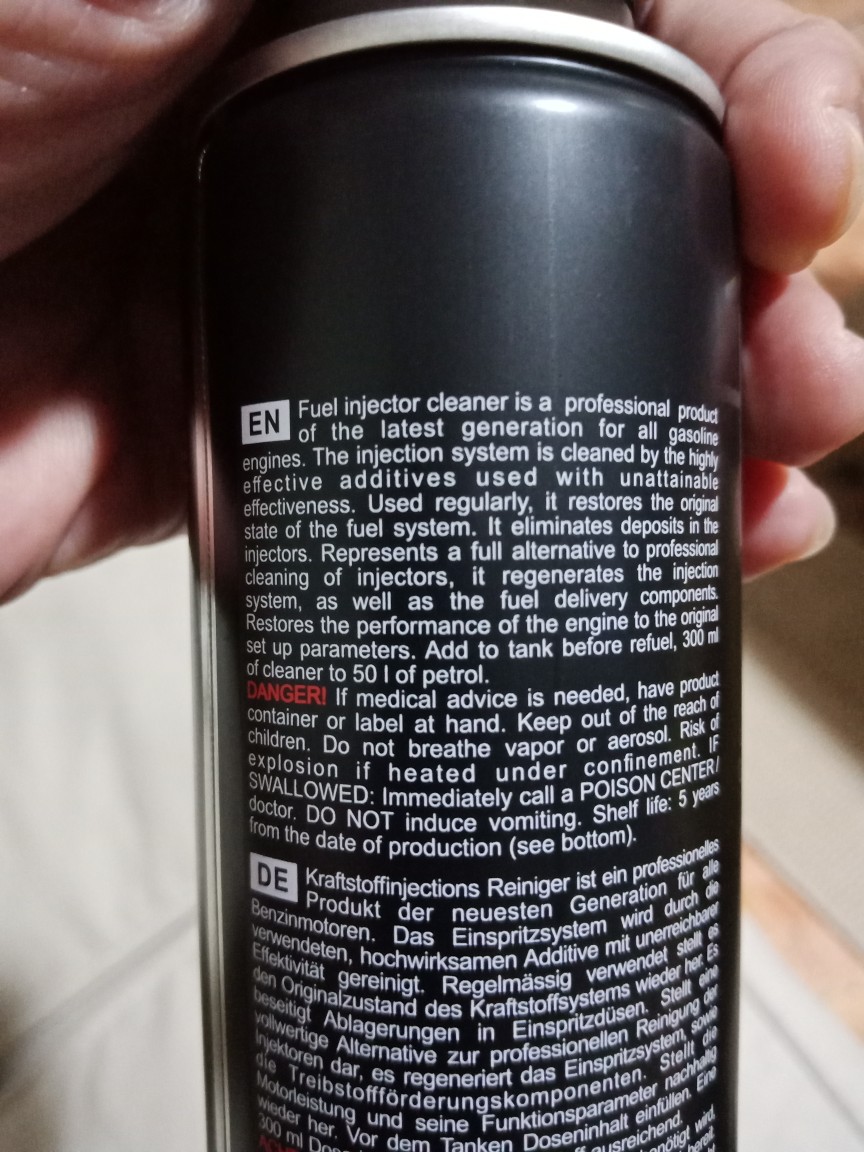 EN Fuel injector cleaner is a professional product
of the latest generation for all gasoline
engines. The injection system is cleaned by the highly
effective additives used with unattainable
effectiveness. Used regularly, it restores the original
state of the fuel system. It eliminates deposits in the
injectors. Represents a full alternative to professional
cleaning of injectors, it regenerates the injection
system, as well as the fuel delivery components.
Restores the performance of the engine to the original
set up parameters. Add to tank before refuel, 300 ml
of cleaner to 50 l of petrol.
DANGER! If medical advice is needed, have product
container or label at hand. Keep out of the reach of
children. Do not breathe vapor or aerosol. Risk of
explosion if heated under confinement. IF
SWALLOWED: Immediately call a POISON CENTER/
doctor. DO NOT induce vomiting. Shelf life: 5 years
from the date of production (see bottom).
DE Kraftstoffinjections Reiniger ist ein professionelles
Produkt der neuesten Generation für alle
Benzinmotoren. Das Einspritzsystem wird durch die
verwendeten, hochwirksamen Additive mit unerreichbarer
Effektivität gereinigt. Regelmässig verwendet stellt es
den Originalzustand des Kraftstoffsystems wieder her. Es
beseitigt Ablagerungen in Einspritzdüsen. Stellt eine
vollwertige Alternative zur professionellen Reinigung der
Injektoren dar, es regeneriert das Einspritzsystem, sowie
die Treibstoffförderungskomponenten. Stellt die
Motorleistung und seine Funktionsparameter nachhaltig
wieder her. Vor dem Tanken Doseninhalt einfüllen. Eine
300 ml ausreichend.
benötigt wird,
bereit